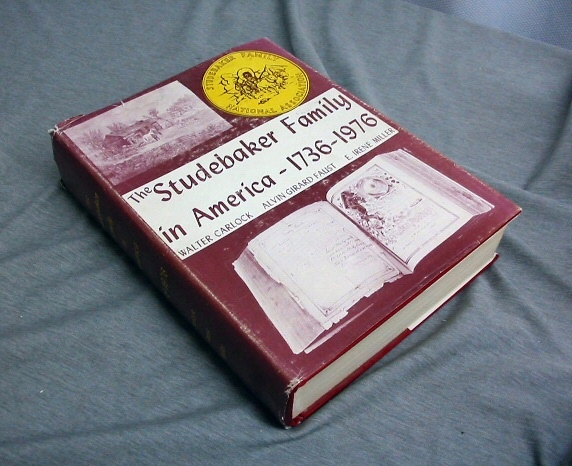 STUDEBAKER FAMILY
NATIONAL ASSOCIATION
The Studebaker Family
in America - 1736-1976
WALTER CARLOCK ALVIN GIRARD FAUST E. IRENE MILLER